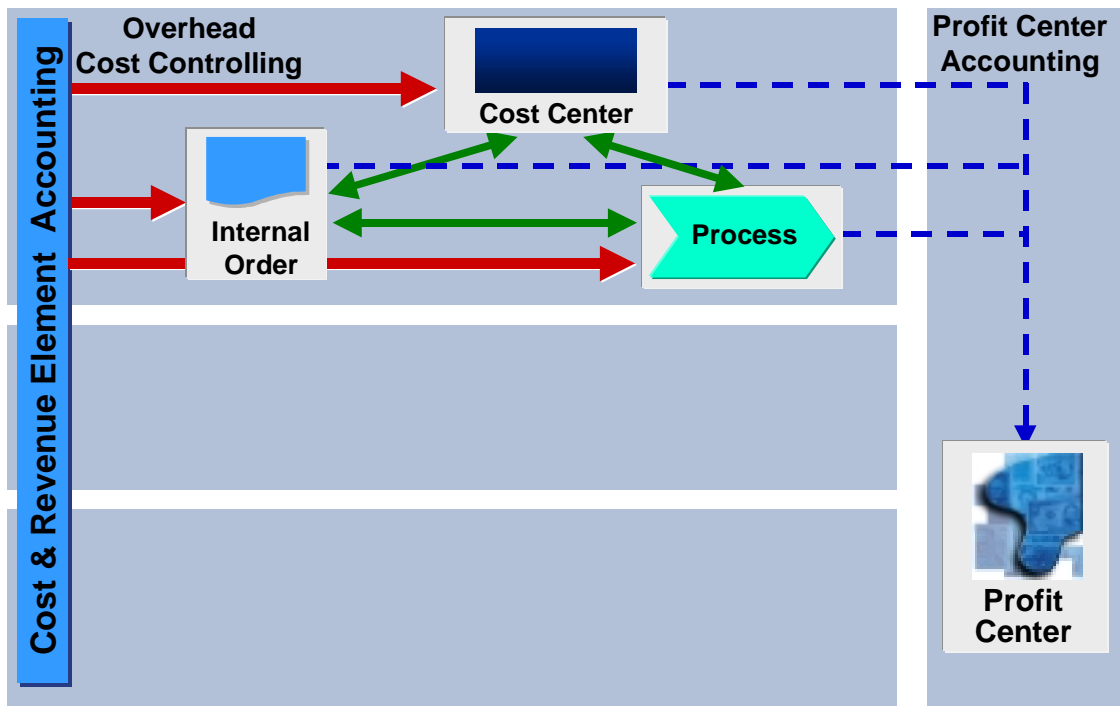 Cost & Revenue Element Accounting
Overhead
Cost Controlling
Profit Center
Accounting
Cost Center
Internal
Order
Process
Profit
Center